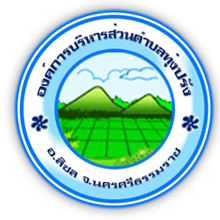 องค์การบริหารส่วนตำบลทุ่งปรัง
อ.สิชล จ.นครศรีธรรมราช